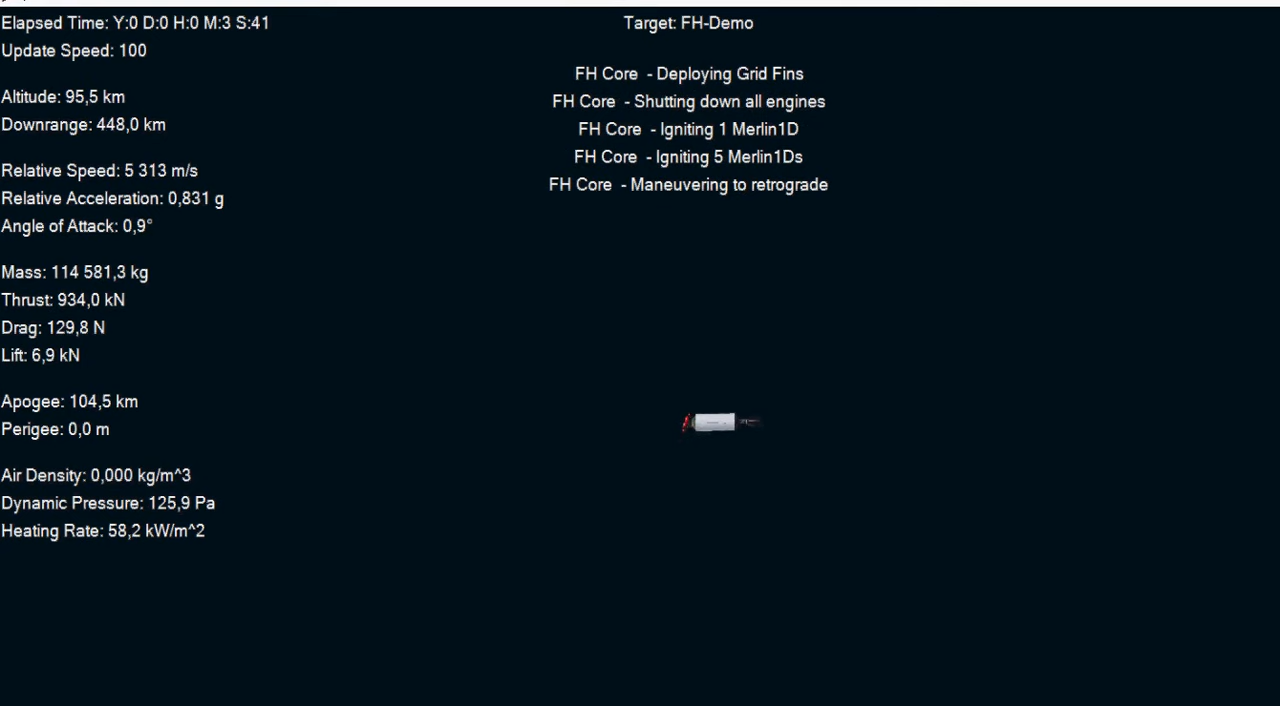 Elapsed Time: Y:0 D:0 H:0 M:3 S:41
Update Speed: 100
Altitude: 95,5 km
Downrange: 448,0 km
Relative Speed: 5 313 m/s
Relative Acceleration: 0,831 g
Angle of Attack: 0,9°
Mass: 114 581,3 kg
Thrust: 934,0 kN
Drag: 129,8 N
Lift: 6,9 kN
Apogee: 104,5 km
Perigee: 0,0 m
Air Density: 0,000 kg/m^3
Dynamic Pressure: 125,9 Pa
Heating Rate: 58,2 kW/m^2
Target: FH-Demo
FH Core - Deploying Grid Fins
FH Core - Shutting down all engines
FH Core - Igniting 1 Merlin1D
FH Core - Igniting 5 Merlin1Ds
FH Core - Maneuvering to retrograde